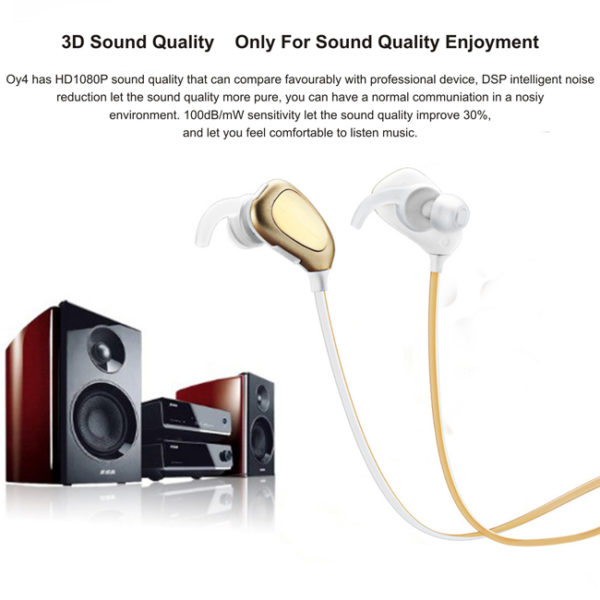 3D Sound Quality Only For Sound Quality Enjoyment
Oy4 has HD1080P sound quality that can compare favourably with professional device, DSP intelligent noise
reduction let the sound quality more pure, you can have a normal communiation in a nosiy
environment. 100dB/mW sensitivity let the sound quality improve 30%,
and let you feel comfortable to listen music.